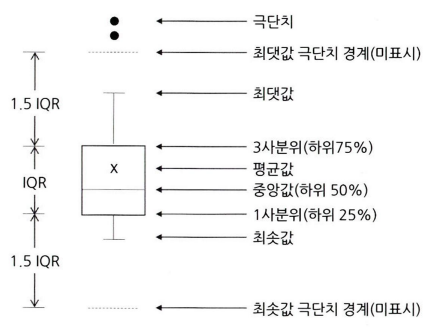 극단치
최댓값 극단치 경계(미표시)
1.5 IQR
최댓값
3사분위(하위75%)
X
평균값
IQR
중앙값(하위 50%)
1사분위(하위 25%)
최솟값
1.5 IQR
최솟값 극단치 경계(미표시)